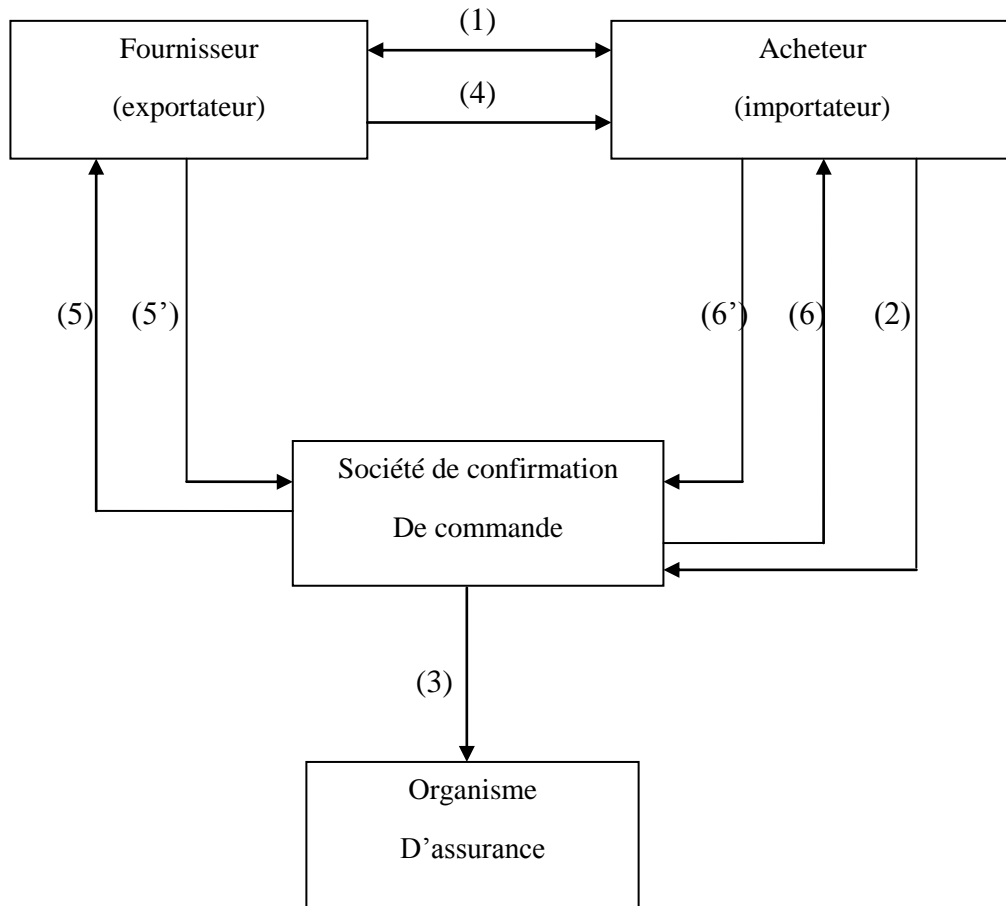 (1)
Fournisseur
(exportateur)
Acheteur
(importateur)
(4)
(5)
(5’)
(6’)
(6)
(2)
Société de confirmation
De commande
(3)
Organisme
D’assurance